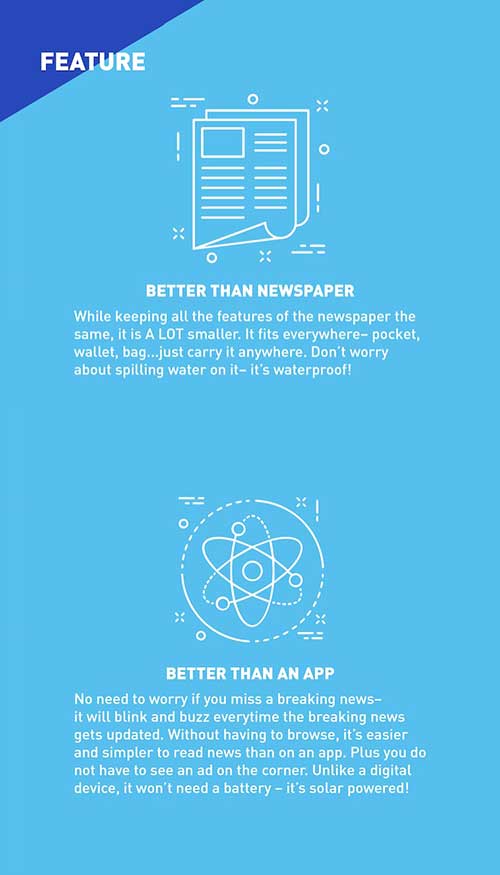 FEATURE
BETTER THAN NEWSPAPER
While keeping all the features of the newspaper the
same, it is A LOT smaller. It fits everywhere– pocket,
wallet, bag...just carry it anywhere. Don't worry
about spilling water on it– it's waterproof!
BETTER THAN AN APP
No need to worry if you miss a breaking news–
it will blink and buzz everytime the breaking news
gets updated. Without having to browse, it's easier
and simpler to read news than on an app. Plus you do
not have to see an ad on the corner. Unlike a digital
device, it won't need a battery – it's solar powered!